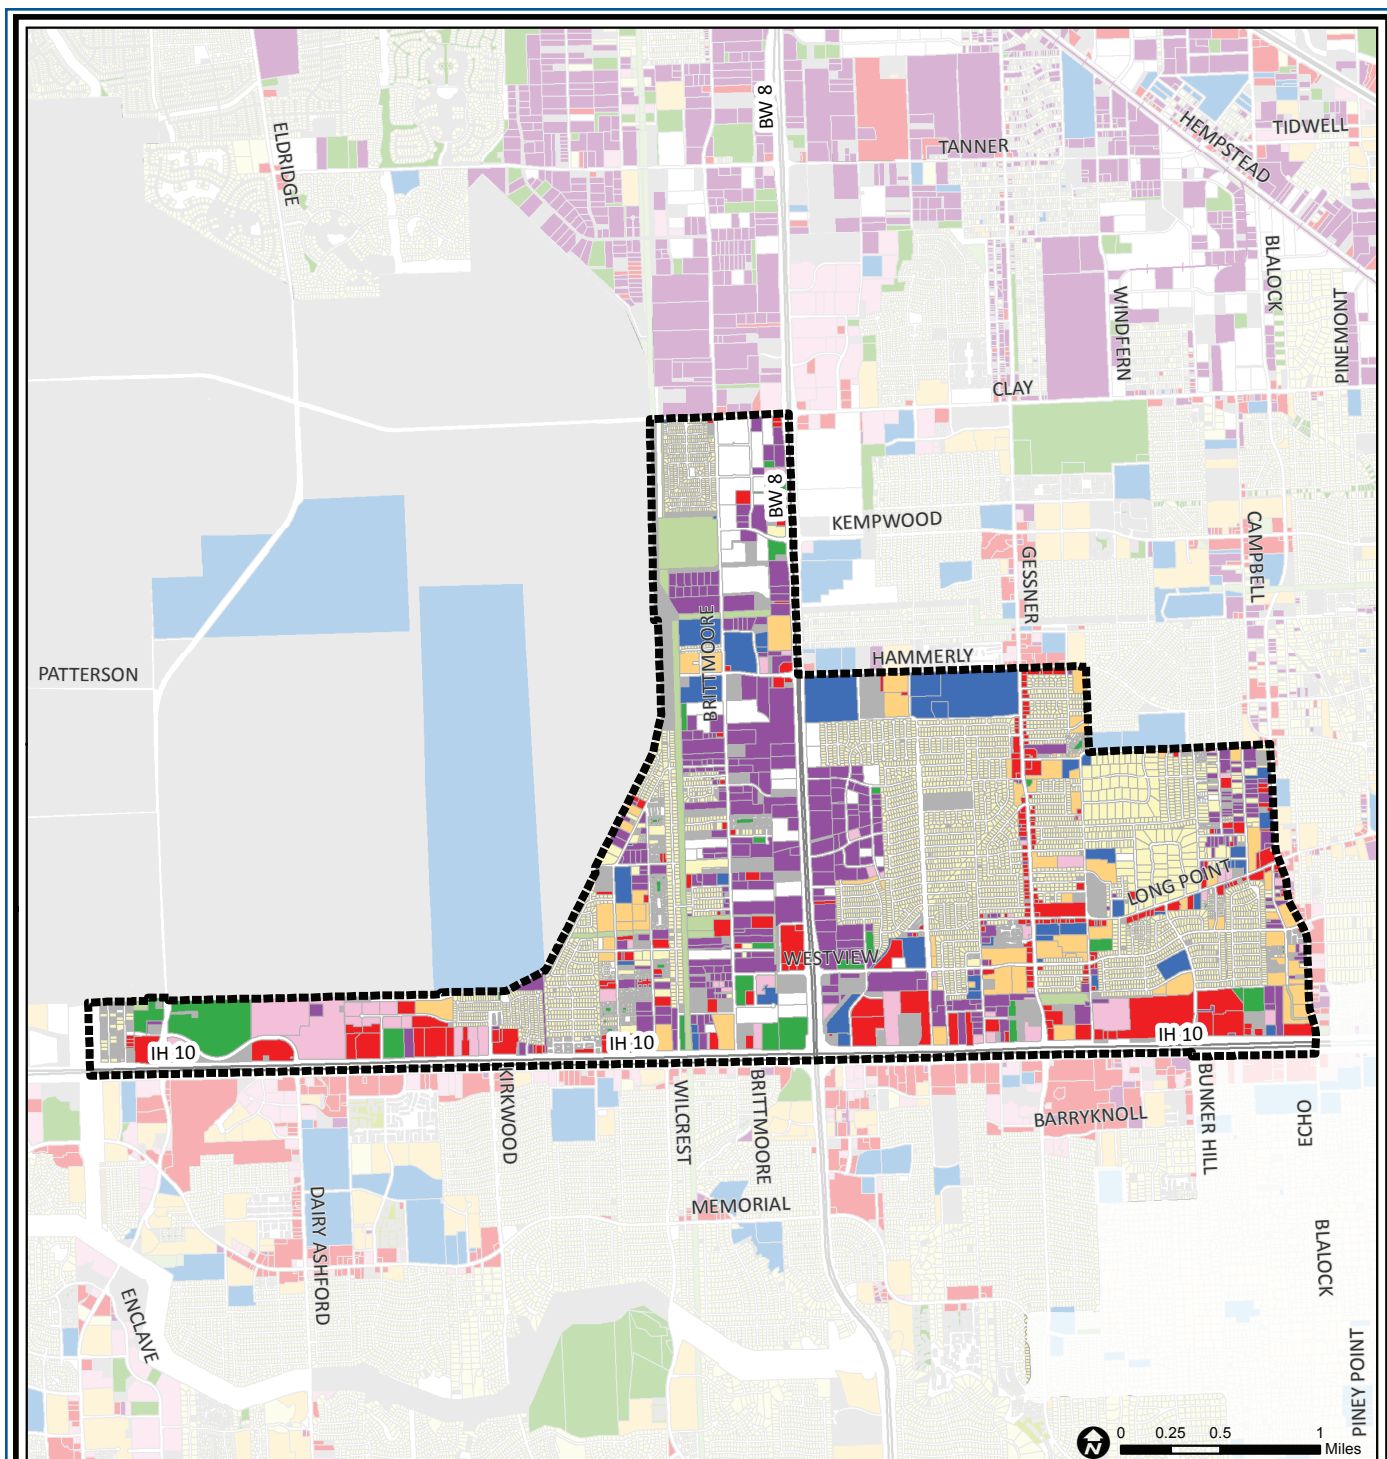 BW 8
ELDRIDGE
TANNER
HEMPSTEAD
TIDWELL
BLALOCK
WINDFERN
PINEMONT
CLAY
BW 8
KEMPWOOD
GESSNER
CAMPBELL
BRITTMOORE
HAMMERLY
PATTERSON
LONG POINT
WESTVIEW
IH 10
IH 10
IH 10
KIRKWOOD
WILCREST
BRITTMOORE
BARRYKNOLL
BUNKER HILL
ECHO
MEMORIAL
DAIRY ASHFORD
BLALOCK
ENCLAVE
PINEY POINT
N
0 0.25 0.5 1
Miles